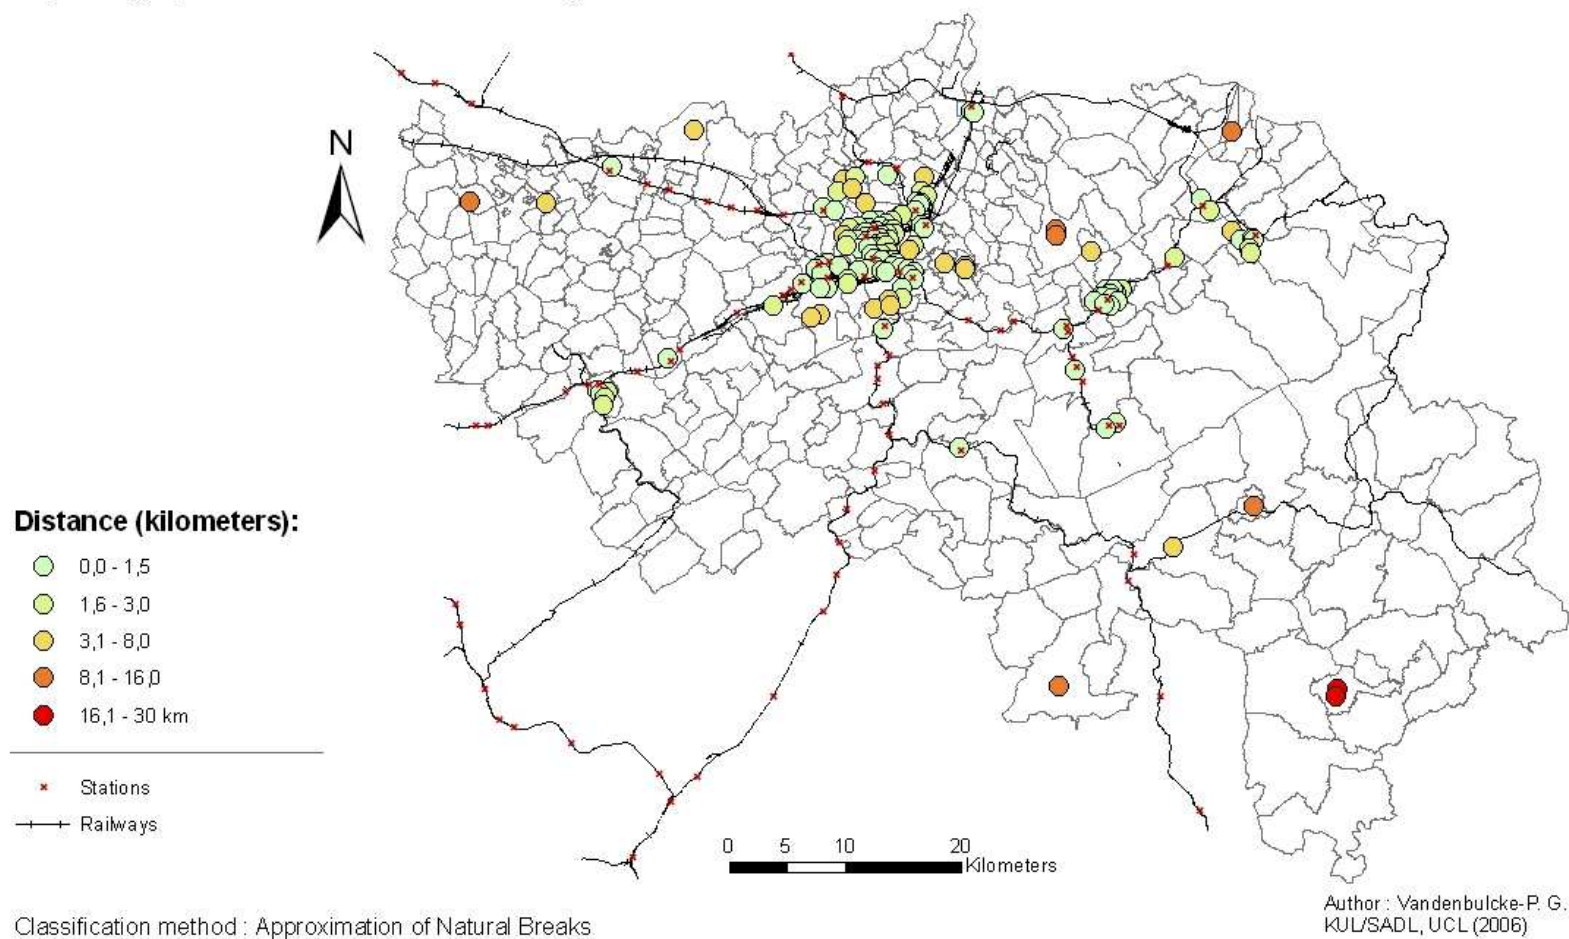 N
Distance (kilometers):
0,0 - 1,5
1,6 - 3,0
3,1 - 8,0
8,1 - 16,0
16,1 - 30 km
Stations
Railways
0 5 10 20
Kilometers
Classification method : Approximation of Natural Breaks
Author : Vandenbulcke-P. G.
KUL/SADL, UCL (2006)